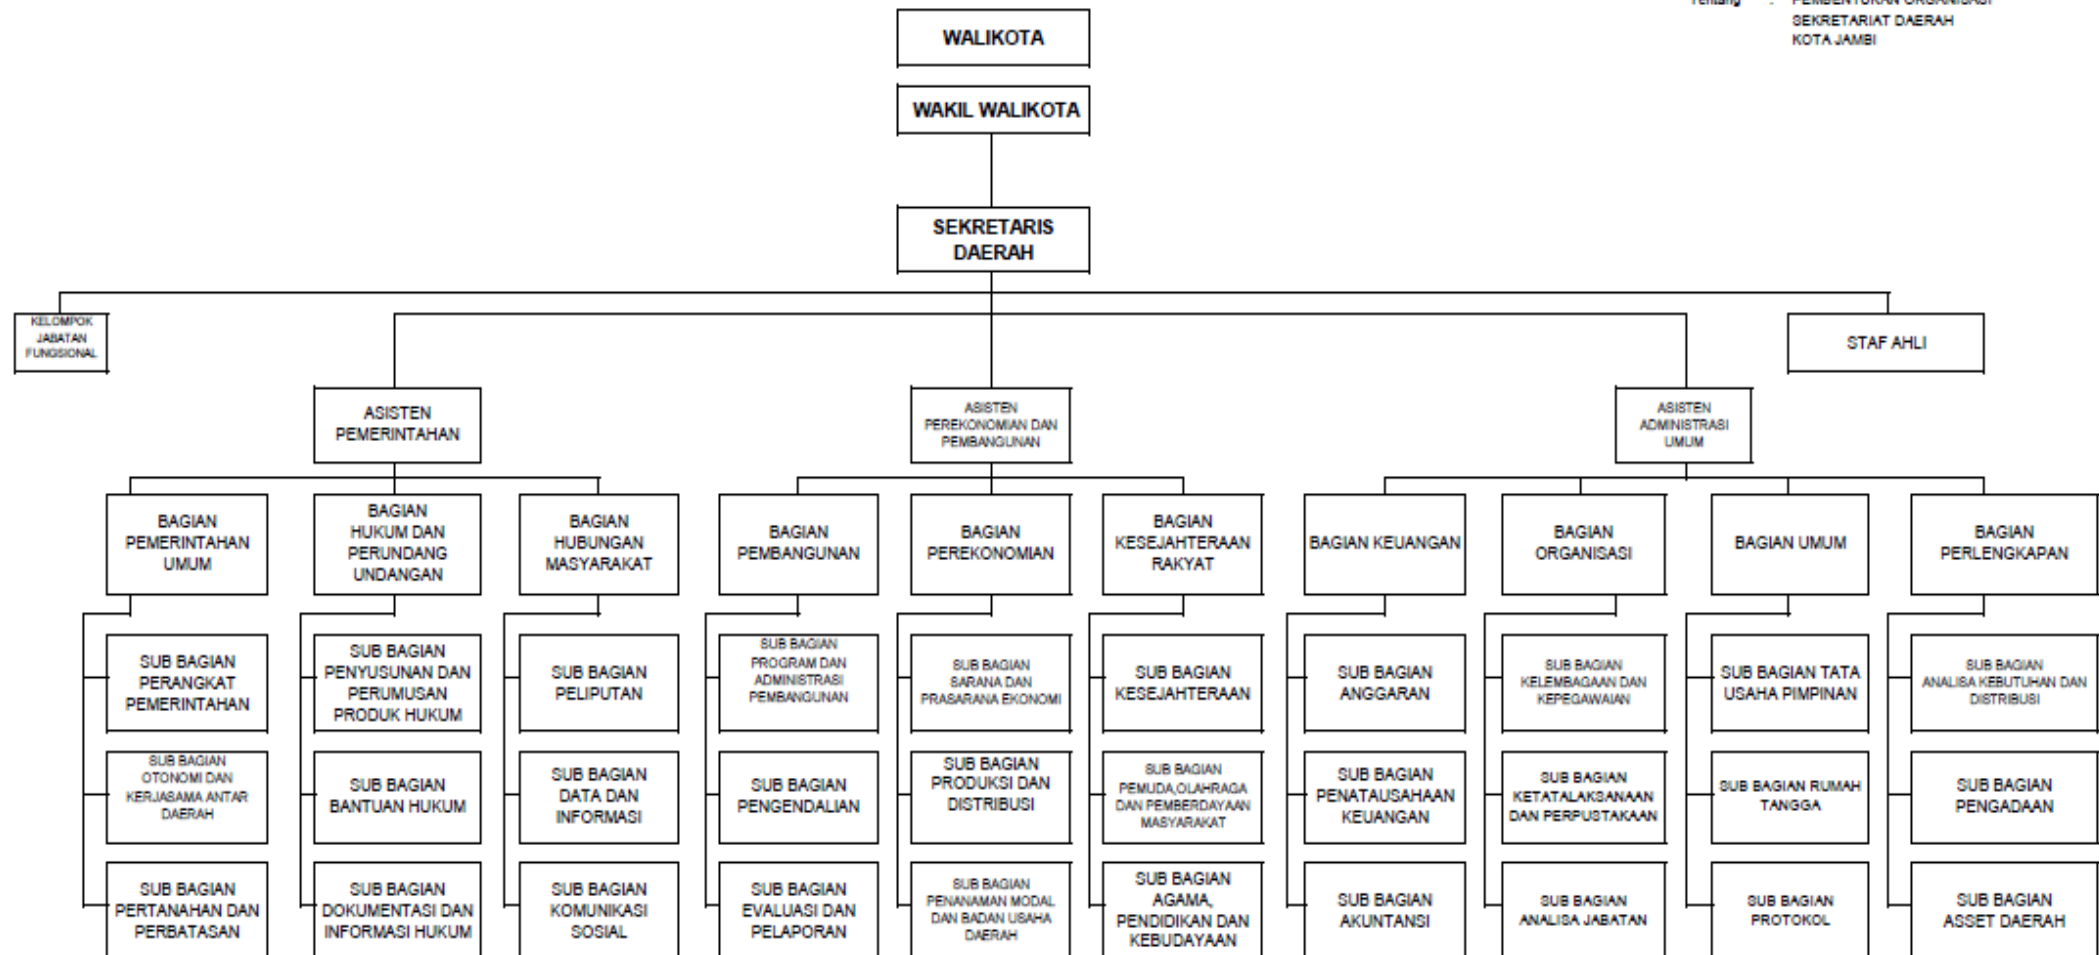 Tentang : PEMBENTUKAN ORGANISASI
SEKRETARIAT DAERAH
KOTA JAMBI
WALIKOTA
WAKIL WALIKOTA
SEKRETARIS
DAERAH
KELOMPOK
JABATAN
FUNGSIONAL
STAF AHLI
ASISTEN
PEMERINTAHAN
ASISTEN
PEREKONOMIAN DAN
PEMBANGUNAN
ASISTEN
ADMINISTRASI
UMUM
BAGIAN
PEMERINTAHAN
UMUM
BAGIAN
HUKUM DAN
PERUNDANG
UNDANGAN
BAGIAN
HUBUNGAN
MASYARAKAT
BAGIAN
PEMBANGUNAN
BAGIAN
PEREKONOMIAN
BAGIAN
KESEJAHTERAAN
RAKYAT
BAGIAN KEUANGAN
BAGIAN
ORGANISASI
BAGIAN UMUM
BAGIAN
PERLENGKAPAN
SUB BAGIAN
PERANGKAT
PEMERINTAHAN
SUB BAGIAN
PENYUSUNAN DAN
PERUMUSAN
PRODUK HUKUM
SUB BAGIAN
PELIPUTAN
SUB BAGIAN
PROGRAM DAN
ADMINISTRASI
PEMBANGUNAN
SUB BAGIAN
SARANA DAN
PRASARANA EKONOMI
SUB BAGIAN
KESEJAHTERAAN
SUB BAGIAN
ANGGARAN
SUB BAGIAN
KELEMBAGAAN DAN
KEPEGAWAIAN
SUB BAGIAN TATA
USAHA PIMPINAN
SUB BAGIAN
ANALISA KEBUTUHAN DAN
DISTRIBUSI
SUB BAGIAN
OTONOMI DAN
KERJASAMA ANTAR
DAERAH
SUB BAGIAN
BANTUAN HUKUM
SUB BAGIAN
DATA DAN
INFORMASI
SUB BAGIAN
PENGENDALIAN
SUB BAGIAN
PRODUKSI DAN
DISTRIBUSI
SUB BAGIAN
PEMUDA,OLAHRAGA
DAN PEMBERDAYAAN
MASYARAKAT
SUB BAGIAN
PENATAUSAHAAN
KEUANGAN
SUB BAGIAN
KETATALAKSANAAN
DAN PERPUSTAKAAN
SUB BAGIAN RUMAH
TANGGA
SUB BAGIAN
PENGADAAN
SUB BAGIAN
PERTANAHAN DAN
PERBATASAN
SUB BAGIAN
DOKUMENTASI DAN
INFORMASI HUKUM
SUB BAGIAN
KOMUNIKASI
SOSIAL
SUB BAGIAN
EVALUASI DAN
PELAPORAN
SUB BAGIAN
PENANAMAN MODAL
DAN BADAN USAHA
DAERAH
SUB BAGIAN
AGAMA,
PENDIDIKAN DAN
KEBUDAYAAN
SUB BAGIAN
AKUNTANSI
SUB BAGIAN
ANALISA JABATAN
SUB BAGIAN
PROTOKOL
SUB BAGIAN
ASSET DAERAH